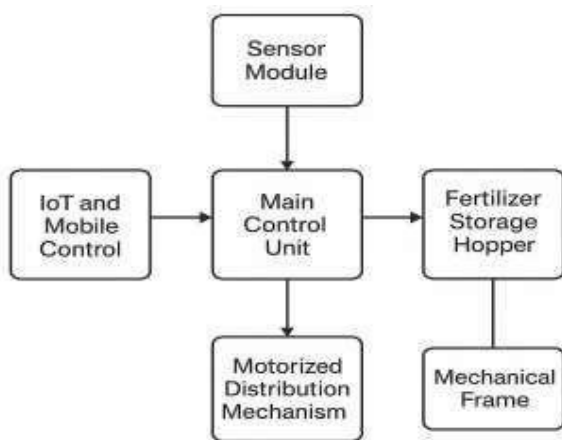 Sensor
Module
IoT and
Mobile
Control
Main
Control
Unit
Fertilizer
Storage
Hopper
Motorized
Distribution
Mechanism
Mechanical
Frame